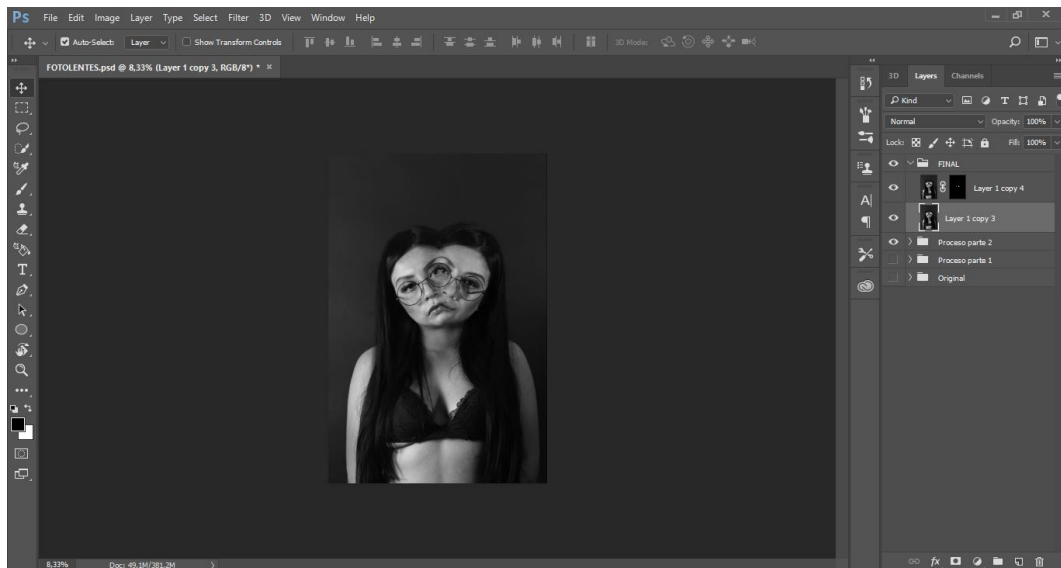 Ps File Edit Image Layer Type Select Filter 3D View Window Help
Auto-Select: Layer Show Transform Controls 3D Mode:
FOTOLENTES.psd @ 8,33% (Layer 1 copy 3, RGB/8*) * ×
3D Layers Channels
Kind
Normal Opacity: 100%
Lock: Fill: 100%
FINAL
Layer 1 copy 4
Layer 1 copy 3
Proceso parte 2
Proceso parte 1
Original
fx
8,33% Doc: 49,1M/381,2M